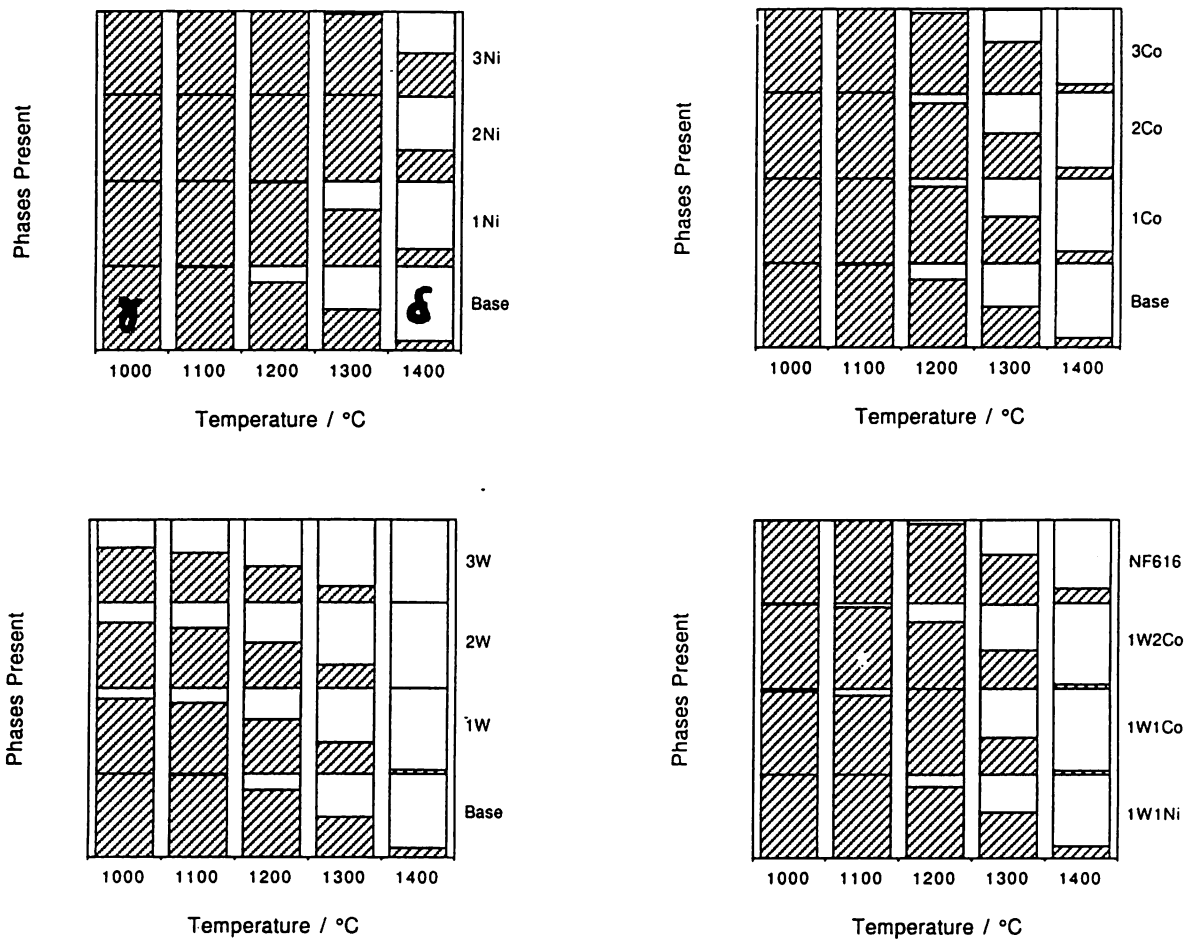 Phases Present
3Ni
2Ni
1Ni
Base
γ
δ
1000 1100 1200 1300 1400
Temperature / °C
Phases Present
3Co
2Co
1Co
Base
1000 1100 1200 1300 1400
Temperature / °C
Phases Present
3W
2W
1W
Base
1000 1100 1200 1300 1400
Temperature / °C
Phases Present
NF616
1W2Co
1W1Co
1W1Ni
1000 1100 1200 1300 1400
Temperature / °C